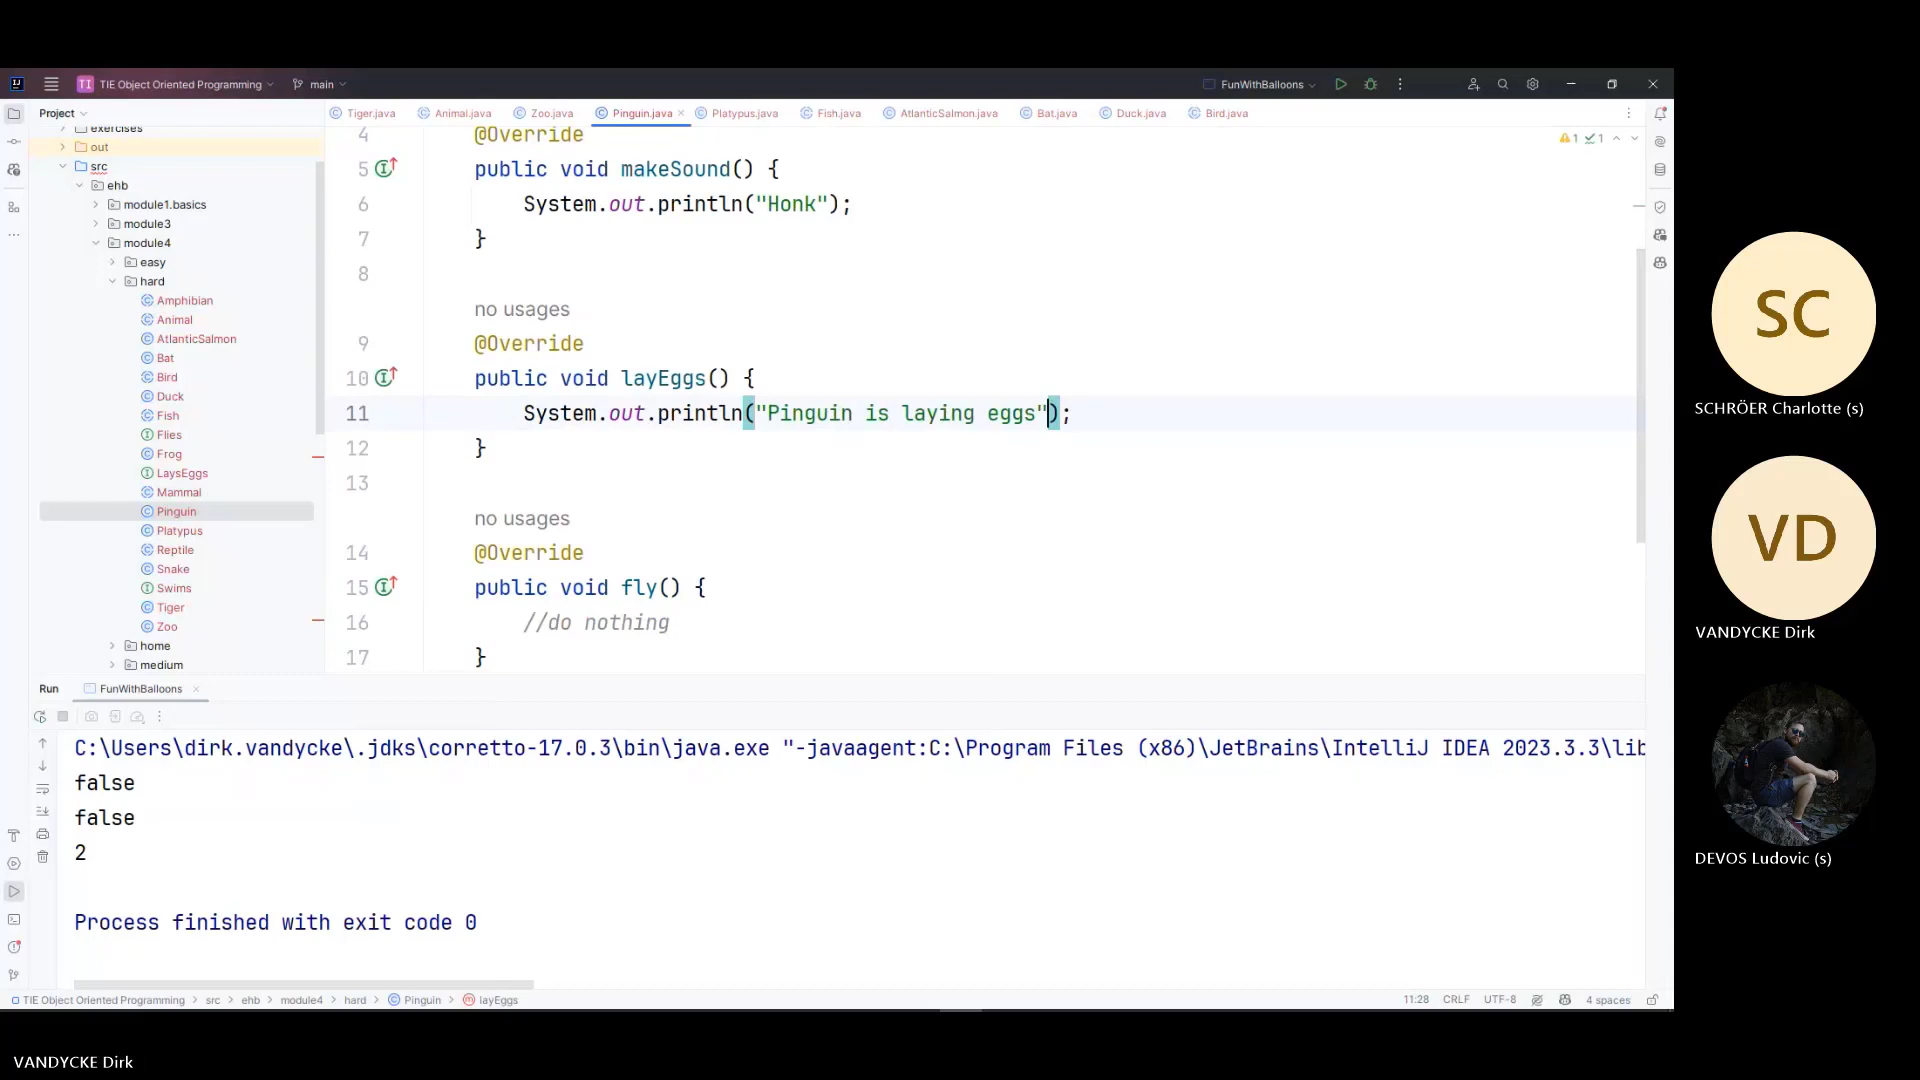 TI TIE Object Oriented Programming main FunWithBalloons
Project
Tiger.java Animal.java Zoo.java Pinguin.java Platypus.java Fish.java AtlanticSalmon.java Bat.java Duck.java Bird.java
exercises
out
src
ehb
module1.basics
module3
module4
easy
hard
Amphibian
Animal
AtlanticSalmon
Bat
Bird
Duck
Fish
Flies
Frog
LaysEggs
Mammal
Pinguin
Platypus
Reptile
Snake
Swims
Tiger
Zoo
home
medium
1 1
4 @Override
5 public void makeSound() {
6 System.out.println("Honk");
7 }
8
no usages
9 @Override
10 public void layEggs() {
11 System.out.println("Pinguin is laying eggs");
12 }
13
no usages
14 @Override
15 public void fly() {
16 //do nothing
17 }
Run FunWithBalloons
C:\Users\dirk.vandycke\.jdks\corretto-17.0.3\bin\java.exe "-javaagent:C:\Program Files (x86)\JetBrains\IntelliJ IDEA 2023.3.3\lib
false
false
2
Process finished with exit code 0
TIE Object Oriented Programming > src > ehb > module4 > hard > Pinguin > layEggs
11:28 CRLF UTF-8 4 spaces
SC
SCHRÖER Charlotte (s)
VD
VANDYCKE Dirk
DEVOS Ludovic (s)
VANDYCKE Dirk